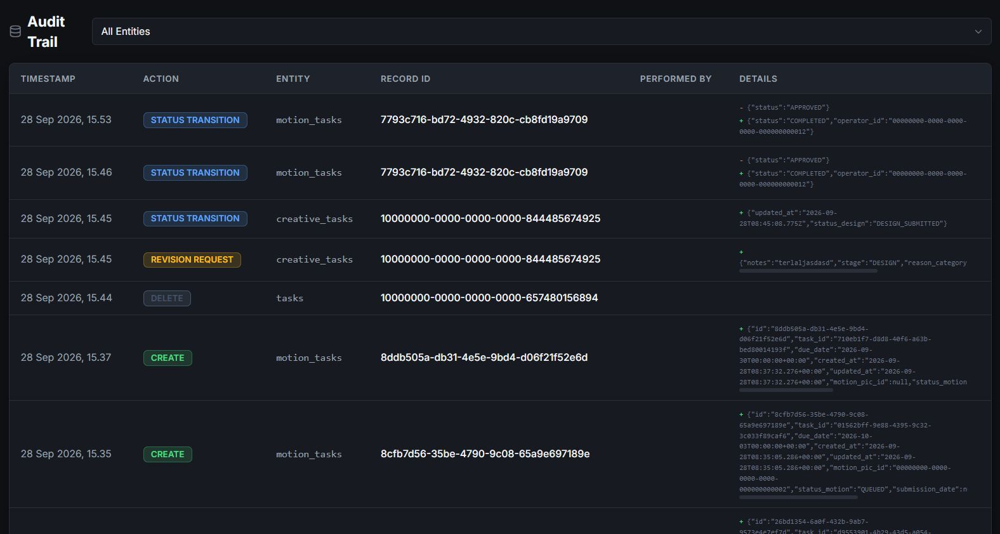 Audit
Trail
All Entities
TIMESTAMP ACTION ENTITY RECORD ID PERFORMED BY DETAILS
28 Sep 2026, 15.53 STATUS TRANSITION motion_tasks 7793c716-bd72-4932-820c-cb8fd19a9709
- {"status":"APPROVED"}
+ {"status":"COMPLETED","operator_id":"00000000-0000-0000-
0000-000000000012"}
28 Sep 2026, 15.46 STATUS TRANSITION motion_tasks 7793c716-bd72-4932-820c-cb8fd19a9709
- {"status":"APPROVED"}
+ {"status":"COMPLETED","operator_id":"00000000-0000-0000-
0000-000000000012"}
28 Sep 2026, 15.45 STATUS TRANSITION creative_tasks 10000000-0000-0000-0000-844485674925
+ {"updated_at":"2026-09-
28T08:45:08.775Z","status_design":"DESIGN_SUBMITTED"}
28 Sep 2026, 15.45 REVISION REQUEST creative_tasks 10000000-0000-0000-0000-844485674925
+
{"notes":"terlaljasdasd","stage":"DESIGN","reason_category
28 Sep 2026, 15.44 DELETE tasks 10000000-0000-0000-0000-657480156894
28 Sep 2026, 15.37 CREATE motion_tasks 8ddb505a-db31-4e5e-9bd4-d06f21f52e6d
+ {"id":"8ddb505a-db31-4e5e-9bd4-
d06f21f52e6d","task_id":"710eb1f7-d8d8-40f6-a63b-
bed80014193f","due_date":"2026-09-
30T00:00:00+00:00","created_at":"2026-09-
28T08:37:32.276+00:00","updated_at":"2026-09-
28T08:37:32.276+00:00","motion_pic_id":null,"status_motion
28 Sep 2026, 15.35 CREATE motion_tasks 8cfb7d56-35be-4790-9c08-65a9e697189e
+ {"id":"8cfb7d56-35be-4790-9c08-
65a9e697189e","task_id":"01562bff-9e88-4395-9c32-
3c033f89caf6","due_date":"2026-10-
03T00:00:00+00:00","created_at":"2026-09-
28T08:35:05.286+00:00","updated_at":"2026-09-
28T08:35:05.286+00:00","motion_pic_id":"00000000-0000-
0000-0000-
000000000002","status_motion":"QUEUED","submission_date":n
+ {"id":"26bd1354-6a0f-432b-9ab7-
9573e4e7ef7d","task_id":"d9553901-4b29-43d5-a054-